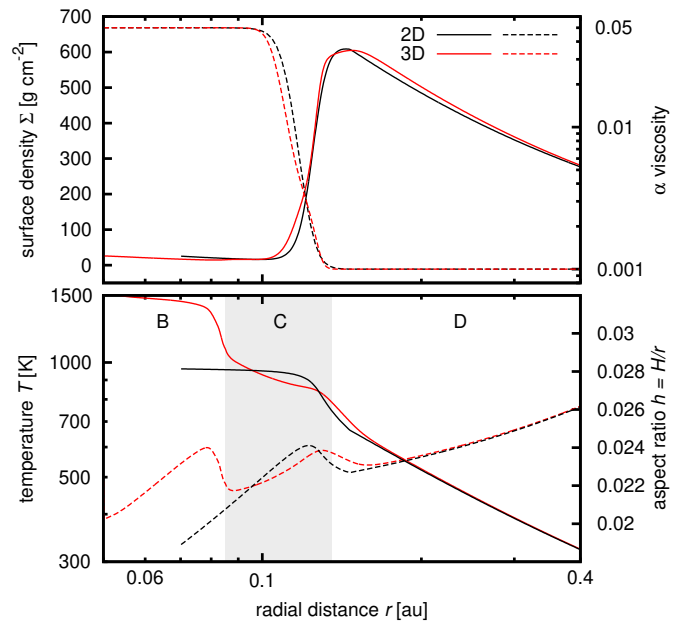 700
600
500
400
300
200
100
0
surface density Σ [g cm⁻²]
2D
3D
0.05
0.01
0.001
α viscosity
1500
1000
700
500
400
300
temperature T [K]
B
C
D
0.03
0.028
0.026
0.024
0.022
0.02
aspect ratio h = H/r
0.06
0.1
0.4
radial distance r [au]